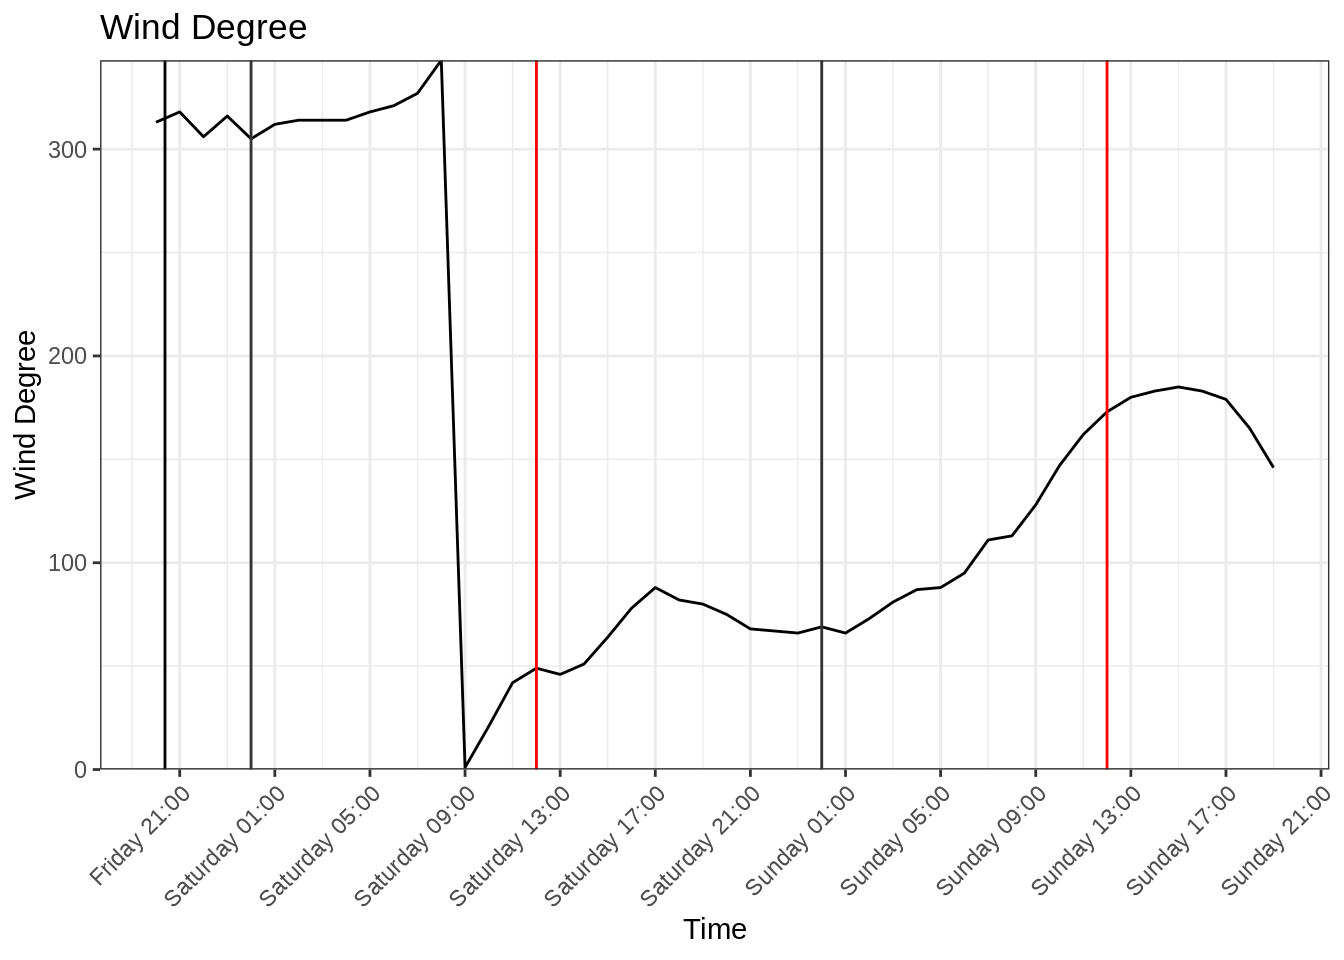 Wind Degree
Wind Degree
300
200
100
0
Friday 21:00
Saturday 01:00
Saturday 05:00
Saturday 09:00
Saturday 13:00
Saturday 17:00
Saturday 21:00
Sunday 01:00
Sunday 05:00
Sunday 09:00
Sunday 13:00
Sunday 17:00
Sunday 21:00
Time